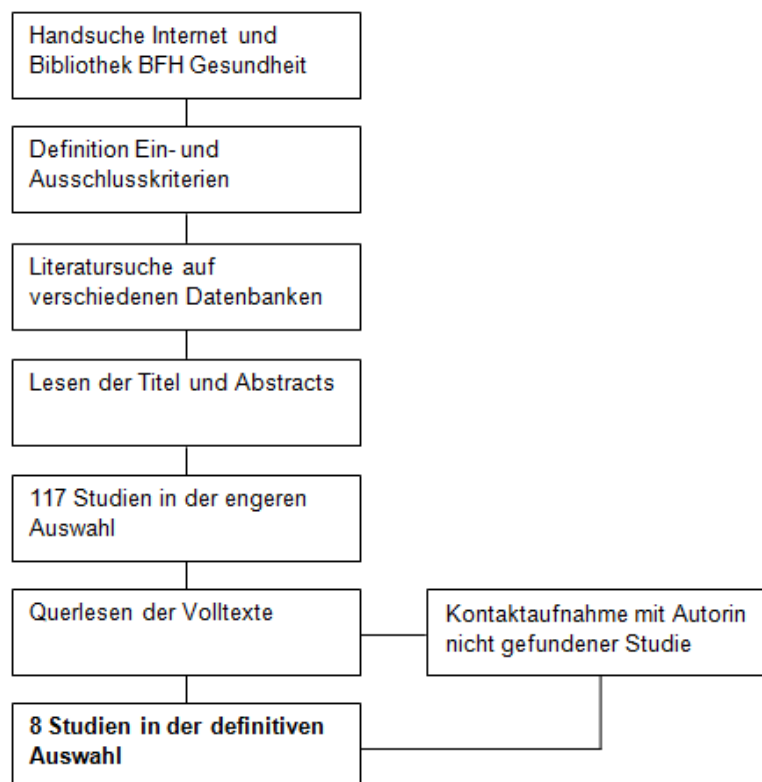 Handsuche Internet und
Bibliothek BFH Gesundheit
Definition Ein- und
Ausschlusskriterien
Literatursuche auf
verschiedenen Datenbanken
Lesen der Titel und Abstracts
117 Studien in der engeren
Auswahl
Querlesen der Volltexte
Kontaktaufnahme mit Autorin
nicht gefundener Studie
8 Studien in der definitiven
Auswahl